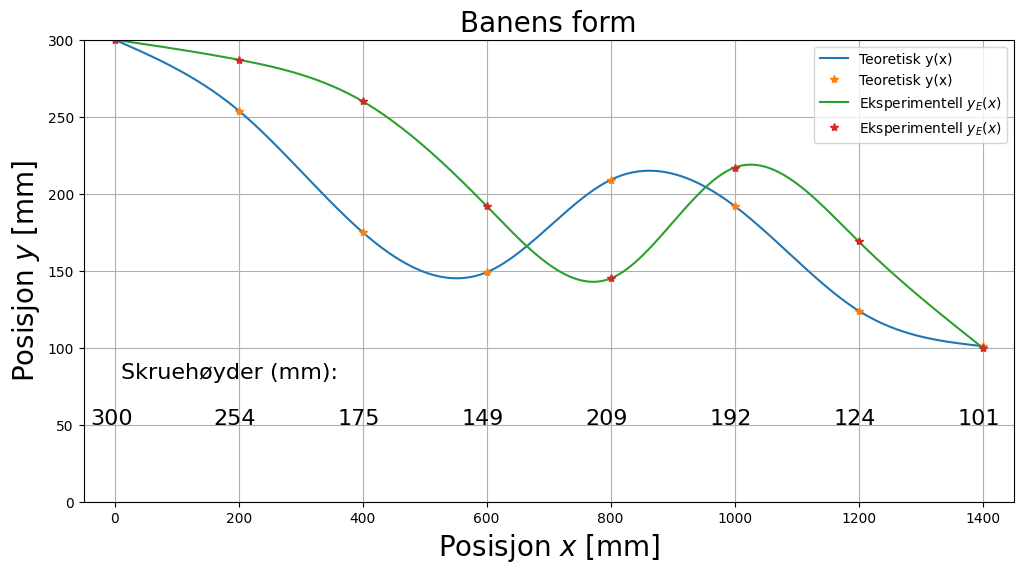 Banens form
Teoretisk y(x)
Teoretisk y(x)
Eksperimentell $y_E(x)$
Eksperimentell $y_E(x)$
Posisjon y [mm]
300
250
200
150
100
50
0
Skruehøyder (mm):
300 254 175 149 209 192 124 101
0 200 400 600 800 1000 1200 1400
Posisjon x [mm]